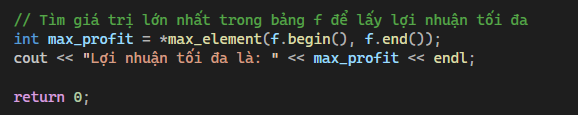 // Tìm giá trị lớn nhất trong bảng f để lấy lợi nhuận tối đa
int max_profit = *max_element(f.begin(), f.end());
cout << "Lợi nhuận tối đa là: " << max_profit << endl;
return 0;